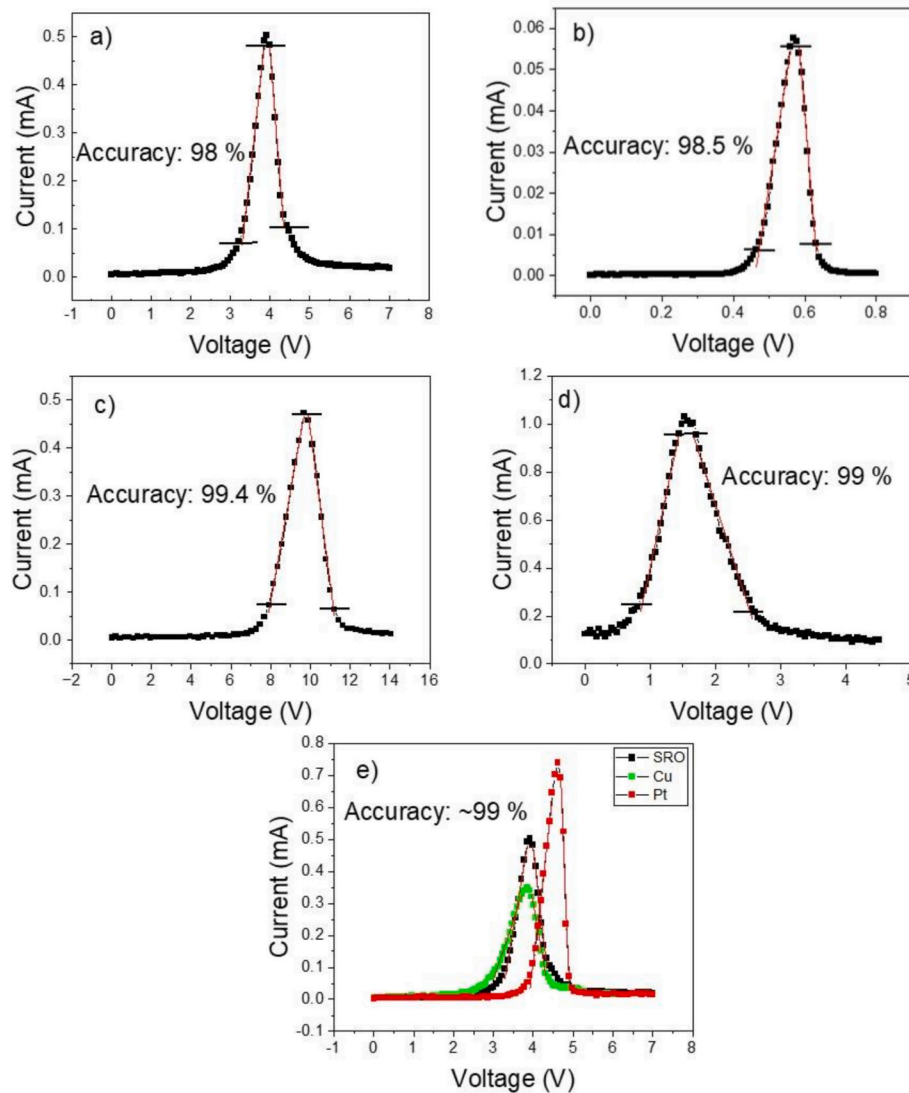 a)
0.5
0.4
0.3
0.2
0.1
0.0
Current (mA)
Accuracy: 98 %
-1 0 1 2 3 4 5 6 7 8
Voltage (V)
b)
0.06
0.05
0.04
0.03
0.02
0.01
0.00
Current (mA)
Accuracy: 98.5 %
0.0 0.2 0.4 0.6 0.8
Voltage (V)
c)
0.5
0.4
0.3
0.2
0.1
0.0
Current (mA)
Accuracy: 99.4 %
−2 0 2 4 6 8 10 12 14 16
Voltage (V)
d)
1.2
1.0
0.8
0.6
0.4
0.2
0.0
Current (mA)
Accuracy: 99 %
0 1 2 3 4 5
Voltage (V)
e)
0.8
0.7
0.6
0.5
0.4
0.3
0.2
0.1
0.0
-0.1
Current (mA)
Accuracy: ~99 %
SRO
Cu
Pt
-1 0 1 2 3 4 5 6 7 8
Voltage (V)